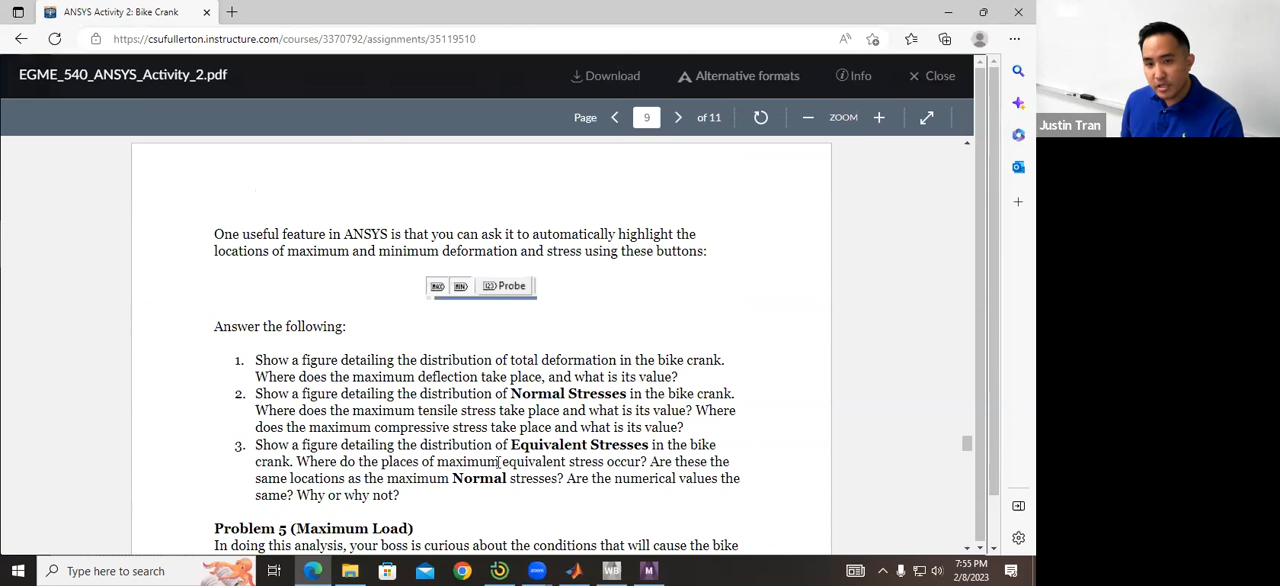 ANSYS Activity 2: Bike Crank
https://csufullerton.instructure.com/courses/3370792/assignments/35119510
EGME_540_ANSYS_Activity_2.pdf
Download
Alternative formats
Info
Close
Page
9
of 11
ZOOM
Justin Tran
One useful feature in ANSYS is that you can ask it to automatically highlight the
locations of maximum and minimum deformation and stress using these buttons:
MAX
MIN
Probe
Answer the following:
1. Show a figure detailing the distribution of total deformation in the bike crank.
Where does the maximum deflection take place, and what is its value?
2. Show a figure detailing the distribution of Normal Stresses in the bike crank.
Where does the maximum tensile stress take place and what is its value? Where
does the maximum compressive stress take place and what is its value?
3. Show a figure detailing the distribution of Equivalent Stresses in the bike
crank. Where do the places of maximum equivalent stress occur? Are these the
same locations as the maximum Normal stresses? Are the numerical values the
same? Why or why not?
Problem 5 (Maximum Load)
In doing this analysis, your boss is curious about the conditions that will cause the bike
Type here to search
WB
M
7:55 PM
2/8/2023